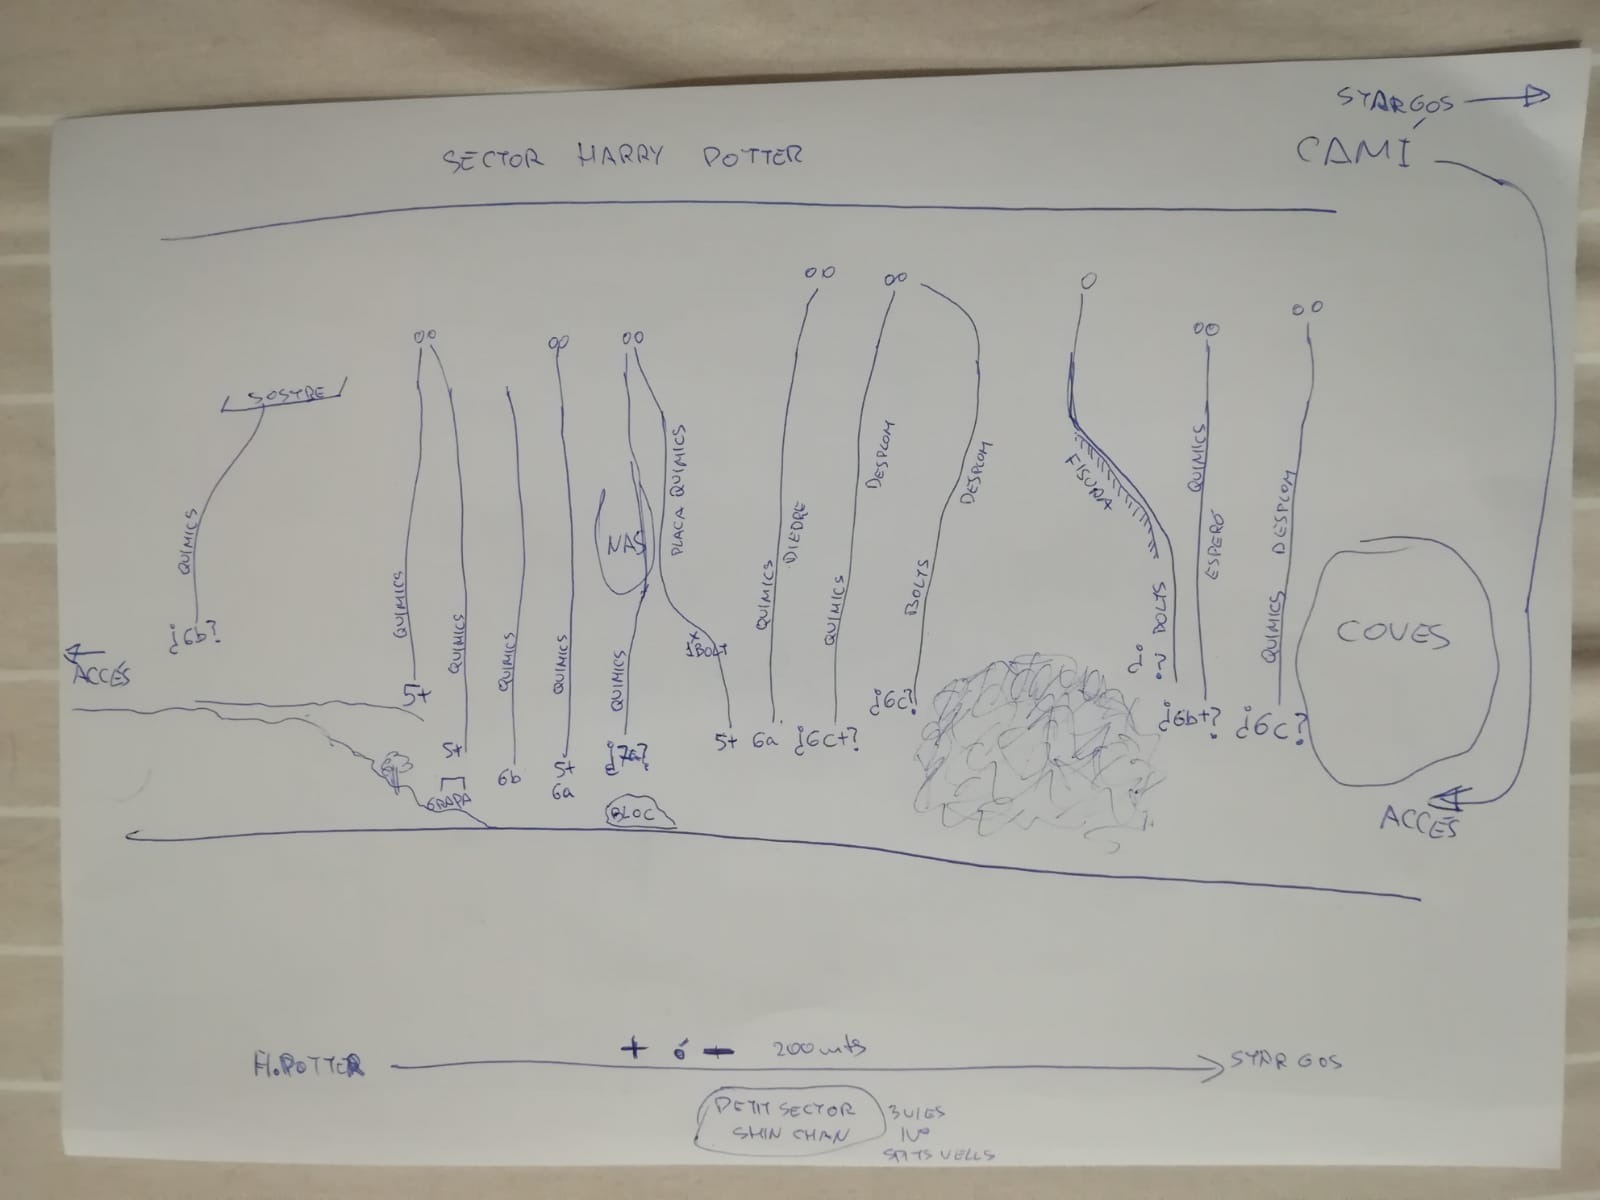 STARGOS
SECTOR HARRY POTTER
CAMÍ
SOSTRE
QUIMICS
¿6b?
ACCÉS
QUIMICS
5+
QUIMICS
5+
GRAPA
QUIMICS
6b
QUIMICS
5+
6a
NAS
QUIMICS
¿7a?
BLOC
PLACA QUIMICS
1 BOLT
5+
QUIMICS DIEDRE
6a
QUIMICS DESPLOM
¿6c+?
BOLTS DESPLOM
¿6c?
FISURA
BOLTS
QUIMICS
ESPERÓ
¿6b+?
QUIMICS DESPLOM
¿6c?
COVES
ACCÉS
H.POTTER
+ ó - 200 mts
STARGOS
PETIT SECTOR
SHIN CHAN
3 VIES
IVº
SPITS VELLS